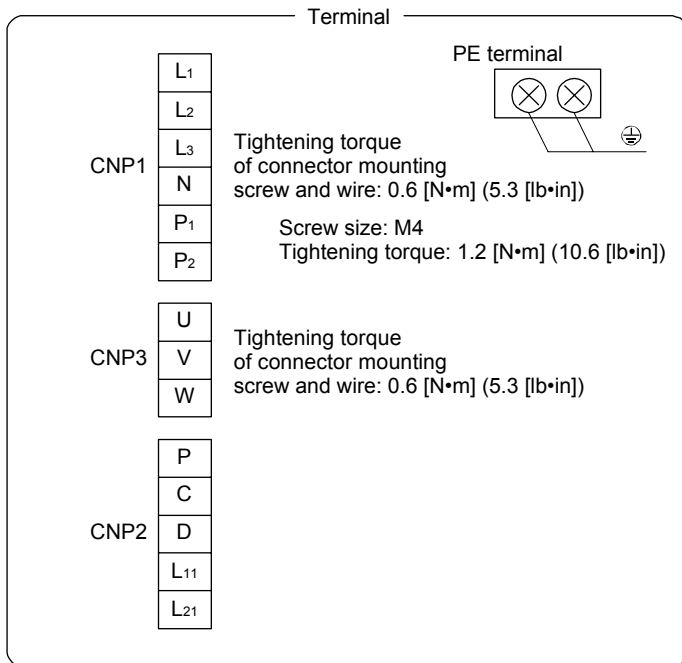 Terminal
PE terminal
CNP1
L1
L2
L3
N
P1
P2
Tightening torque
of connector mounting
screw and wire: 0.6 [N•m] (5.3 [lb•in])
Screw size: M4
Tightening torque: 1.2 [N•m] (10.6 [lb•in])
CNP3
U
V
W
Tightening torque
of connector mounting
screw and wire: 0.6 [N•m] (5.3 [lb•in])
CNP2
P
C
D
L11
L21